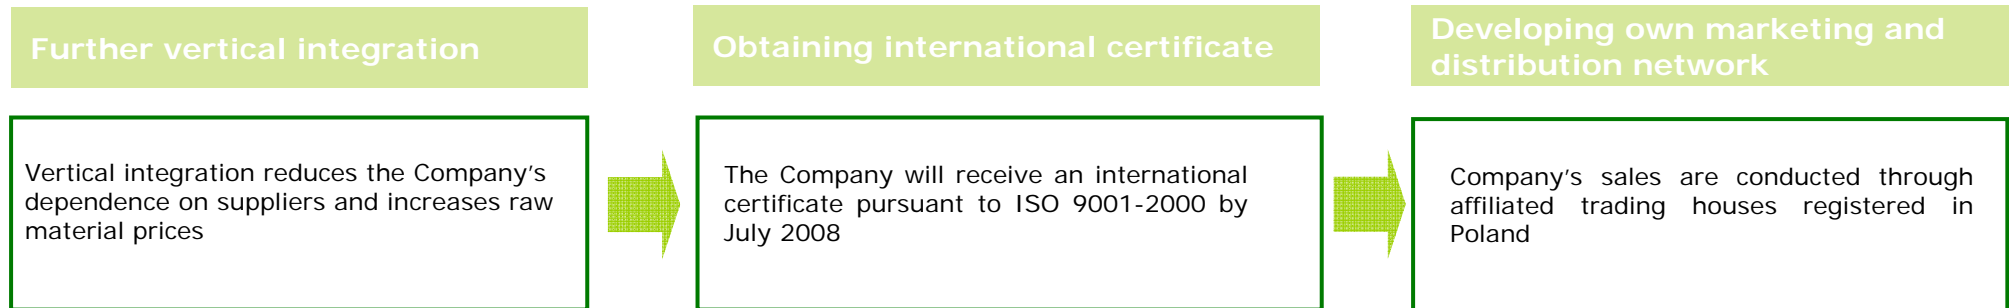 Further vertical integration
Vertical integration reduces the Company’s
dependence on suppliers and increases raw
material prices
Obtaining international certificate
The Company will receive an international
certificate pursuant to ISO 9001-2000 by
July 2008
Developing own marketing and
distribution network
Company’s sales are conducted through
affiliated trading houses registered in
Poland